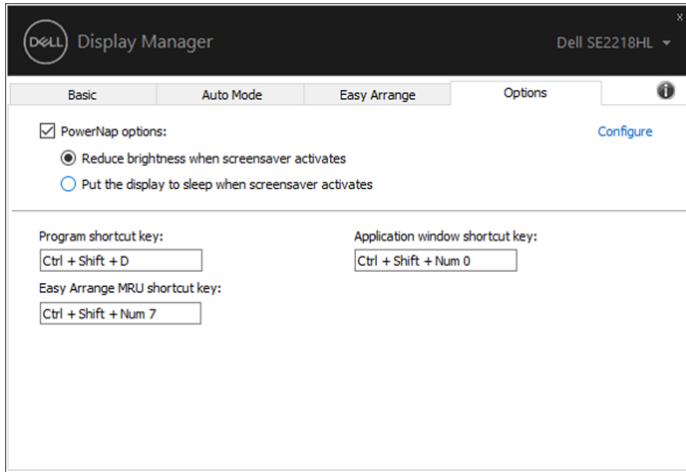 x
DELL Display Manager Dell SE2218HL
Basic Auto Mode Easy Arrange Options i
PowerNap options: Configure
Reduce brightness when screensaver activates
Put the display to sleep when screensaver activates
Program shortcut key: Application window shortcut key:
Ctrl + Shift + D Ctrl + Shift + Num 0
Easy Arrange MRU shortcut key:
Ctrl + Shift + Num 7